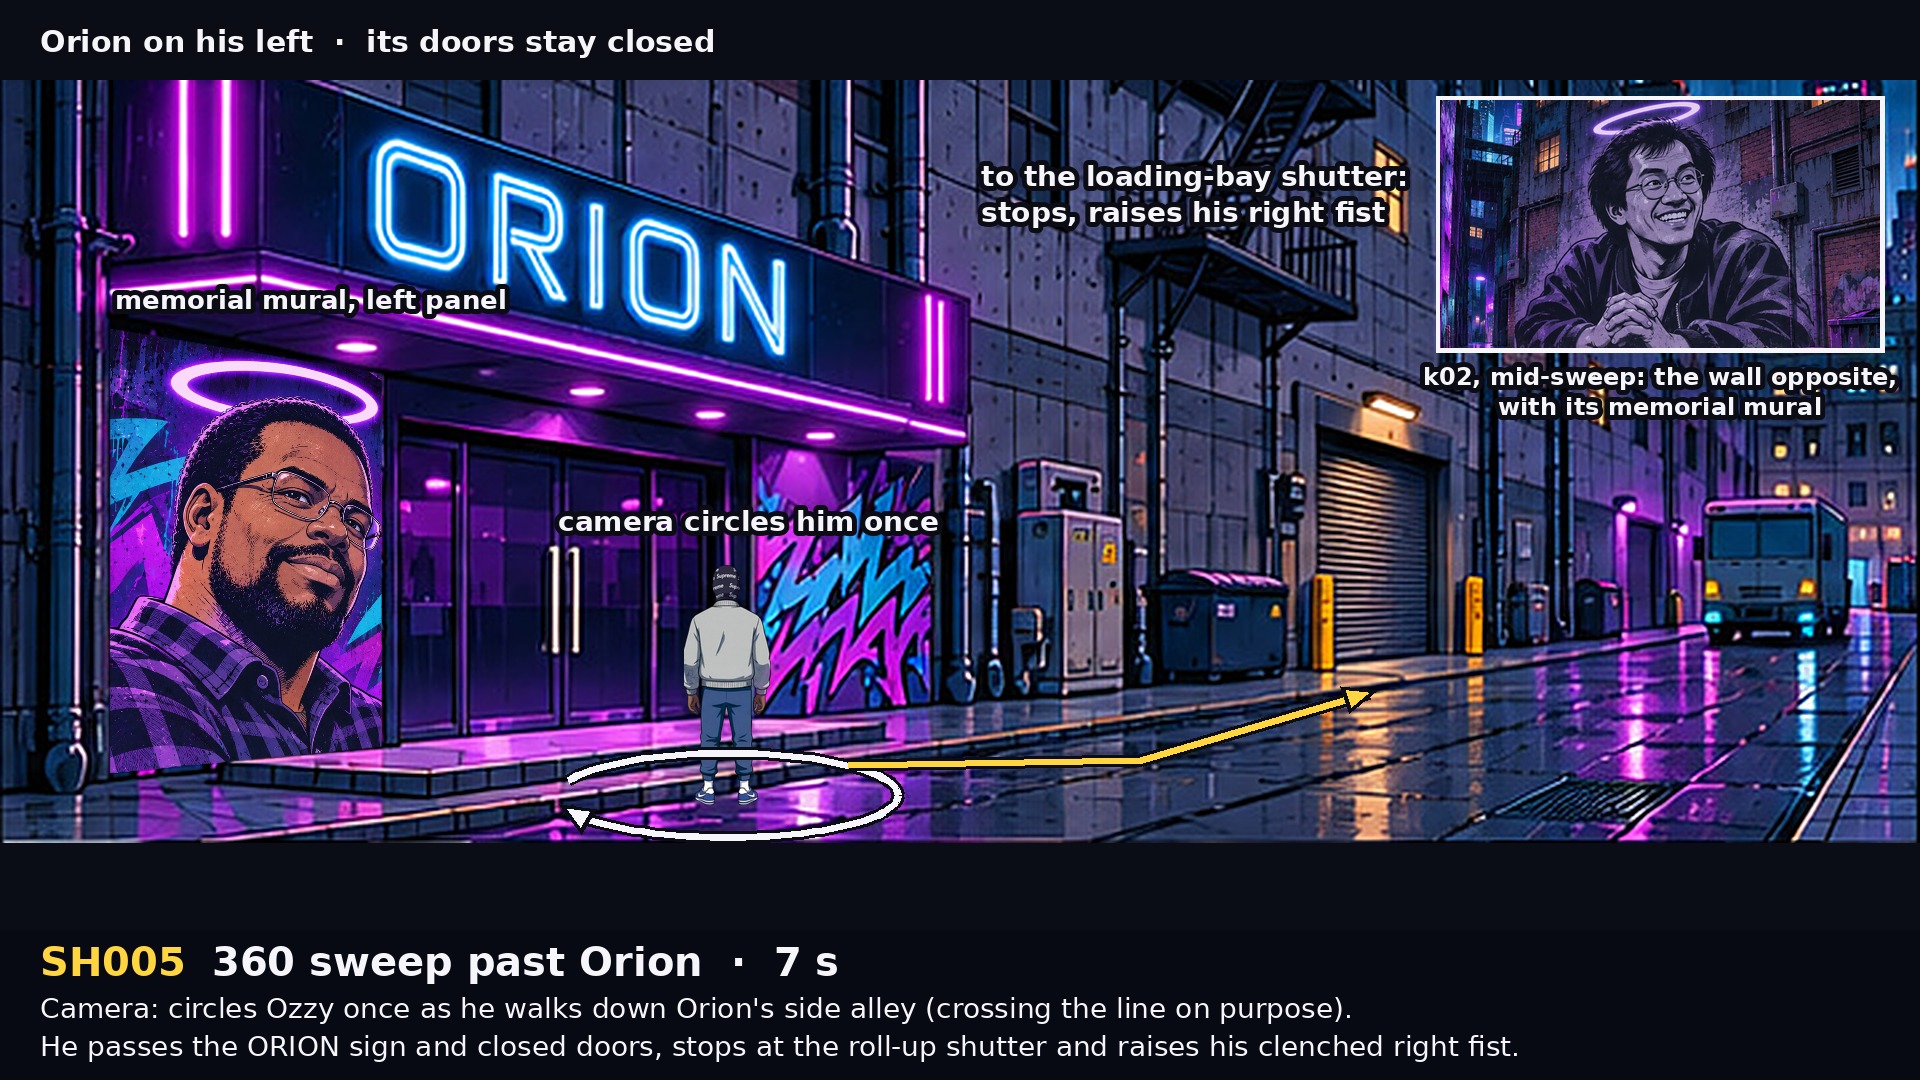 Orion on his left · its doors stay closed
ORION
to the loading-bay shutter:
stops, raises his right fist
memorial mural, left panel
k02, mid-sweep: the wall opposite,
with its memorial mural
camera circles him once
Supreme
SH005 360 sweep past Orion · 7 s
Camera: circles Ozzy once as he walks down Orion's side alley (crossing the line on purpose).
He passes the ORION sign and closed doors, stops at the roll-up shutter and raises his clenched right fist.